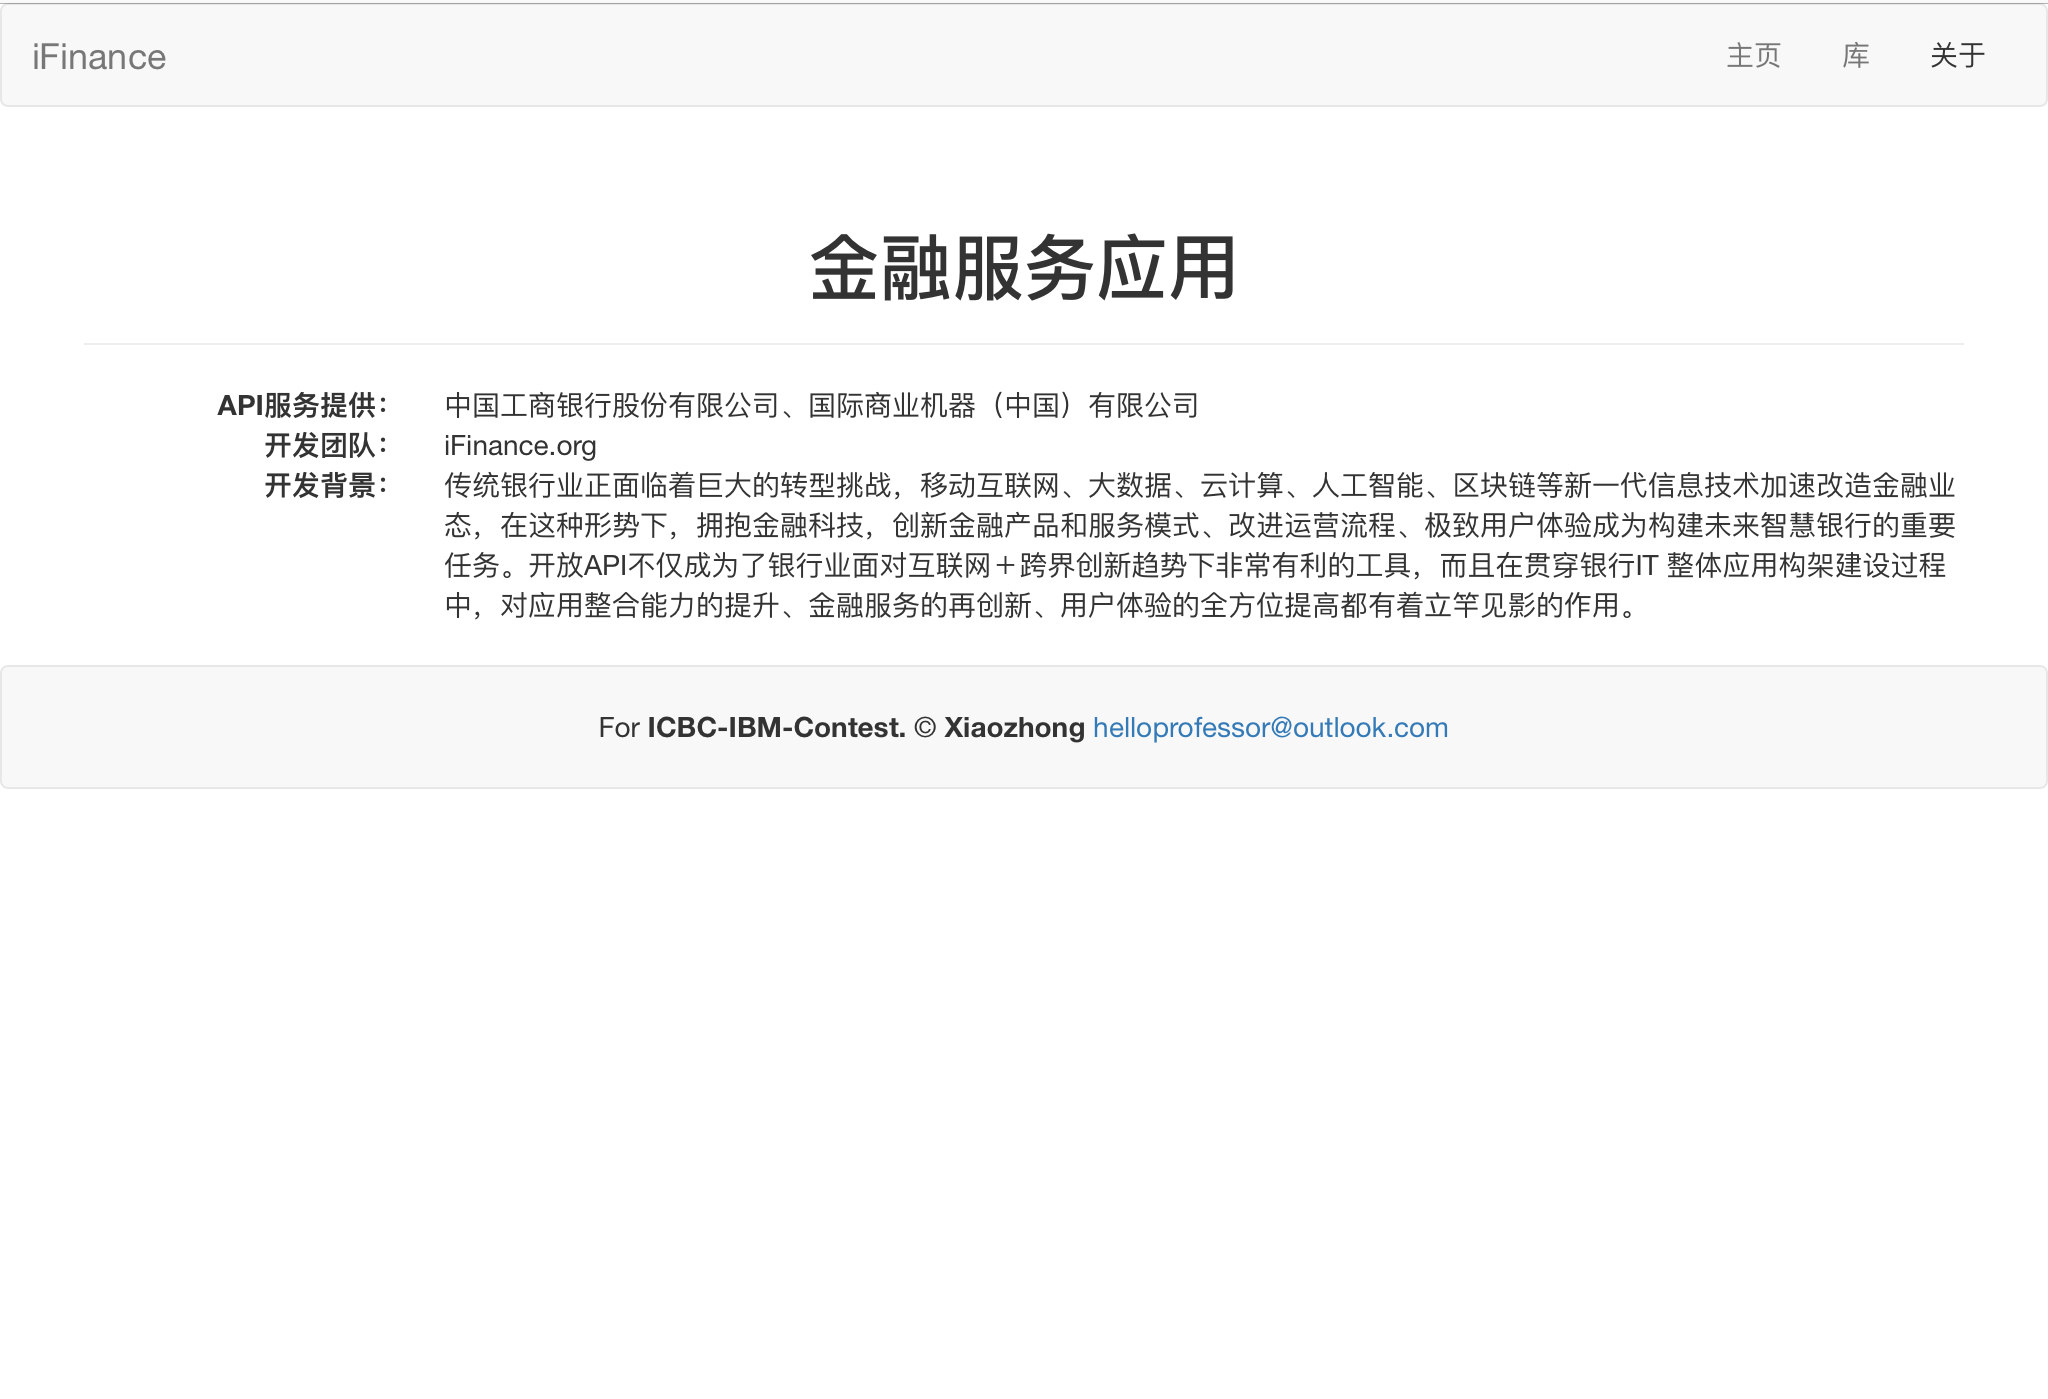 iFinance
主页 库 关于
金融服务应用
API服务提供： 中国工商银行股份有限公司、国际商业机器（中国）有限公司
开发团队： iFinance.org
开发背景： 传统银行业正面临着巨大的转型挑战，移动互联网、大数据、云计算、人工智能、区块链等新一代信息技术加速改造金融业
态，在这种形势下，拥抱金融科技，创新金融产品和服务模式、改进运营流程、极致用户体验成为构建未来智慧银行的重要
任务。开放API不仅成为了银行业面对互联网＋跨界创新趋势下非常有利的工具，而且在贯穿银行IT 整体应用构架建设过程
中，对应用整合能力的提升、金融服务的再创新、用户体验的全方位提高都有着立竿见影的作用。
For ICBC-IBM-Contest. © Xiaozhong helloprofessor@outlook.com